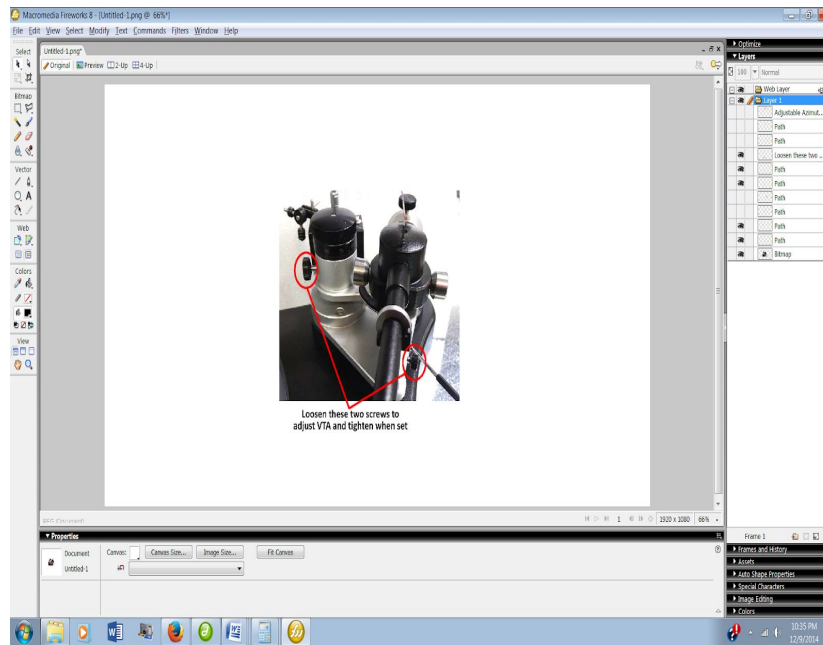 Macromedia Fireworks 8 - [Untitled-1.png @ 66%*]
File Edit View Select Modify Text Commands Filters Window Help
Select
Bitmap
Vector
Web
Colors
View
Untitled-1.png*
Original Preview 2-Up 4-Up
Loosen these two screws to
adjust VTA and tighten when set
1 1920 x 1080 66%
Properties
Document
Untitled-1
Canvas: Canvas Size... Image Size... Fit Canvas
Optimize
Layers
100 Normal
Web Layer
Layer 1
Adjustable Azimut...
Path
Path
Loosen these two ...
Path
Path
Path
Path
Path
Path
Bitmap
Frame 1
Frames and History
Assets
Auto Shape Properties
Special Characters
Image Editing
Colors
10:35 PM
12/9/2014